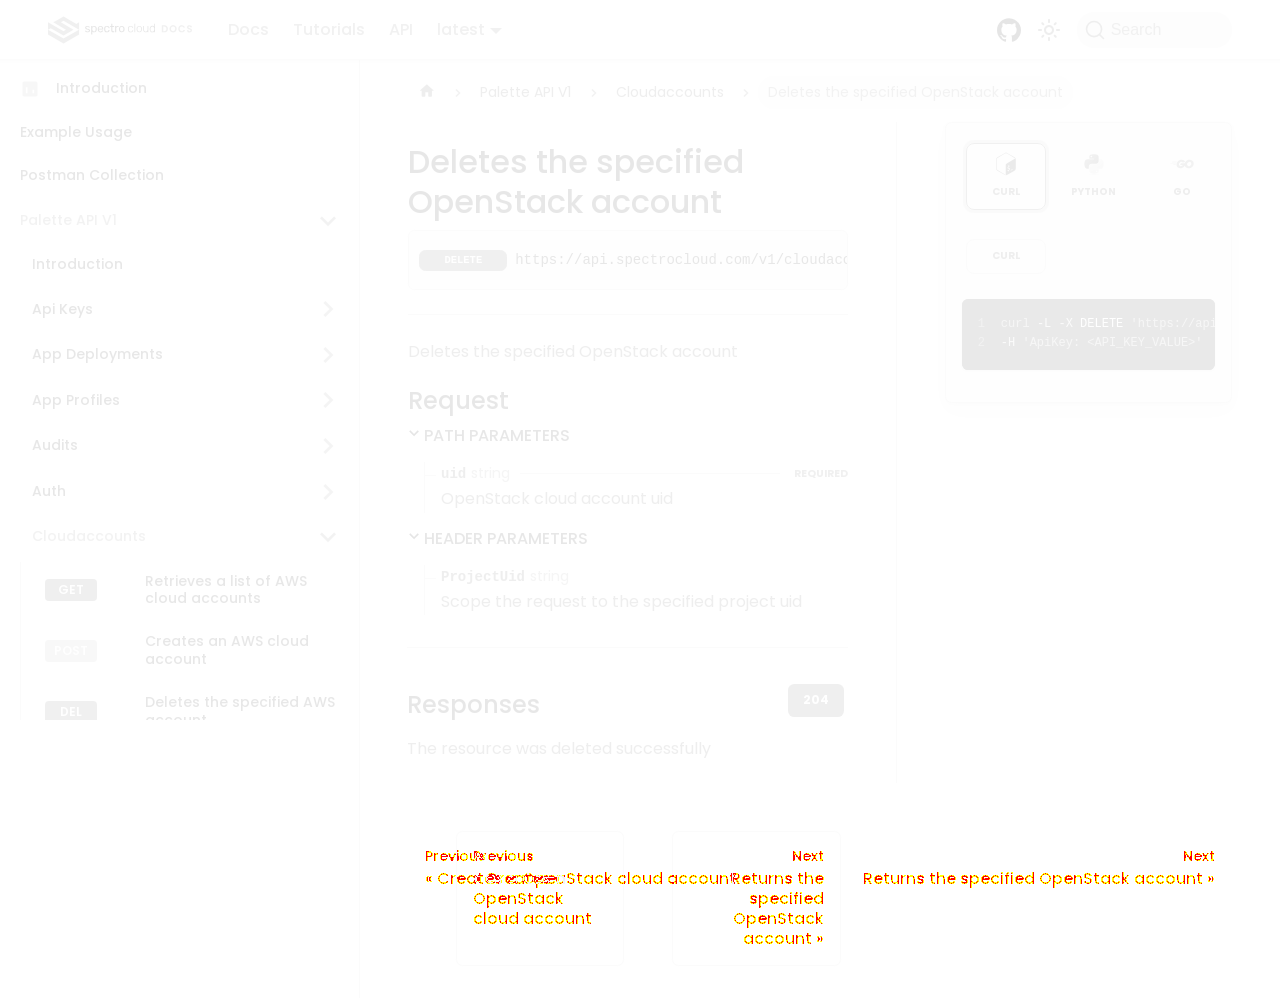 spectro cloud DOCS Docs Tutorials API latest Search
Introduction
Example Usage
Postman Collection
Palette API V1
Introduction
Api Keys
App Deployments
App Profiles
Audits
Auth
Cloudaccounts
GET Retrieves a list of AWS
cloud accounts
POST Creates an AWS cloud
account
DEL Deletes the specified AWS
account
Palette API V1 Cloudaccounts Deletes the specified OpenStack account
Deletes the specified
OpenStack account
DELETE https://api.spectrocloud.com/v1/cloudacc
Deletes the specified OpenStack account
Request
PATH PARAMETERS
uid string REQUIRED
OpenStack cloud account uid
HEADER PARAMETERS
ProjectUid string
Scope the request to the specified project uid
Responses
204
The resource was deleted successfully
CURL PYTHON GO
CURL
1 curl -L -X DELETE 'https://api
2 -H 'ApiKey: <API_KEY_VALUE>'
Previous Previous Next Next
OpenStack
cloud account
Returns the
specified
OpenStack
account »
Returns the specified OpenStack account »